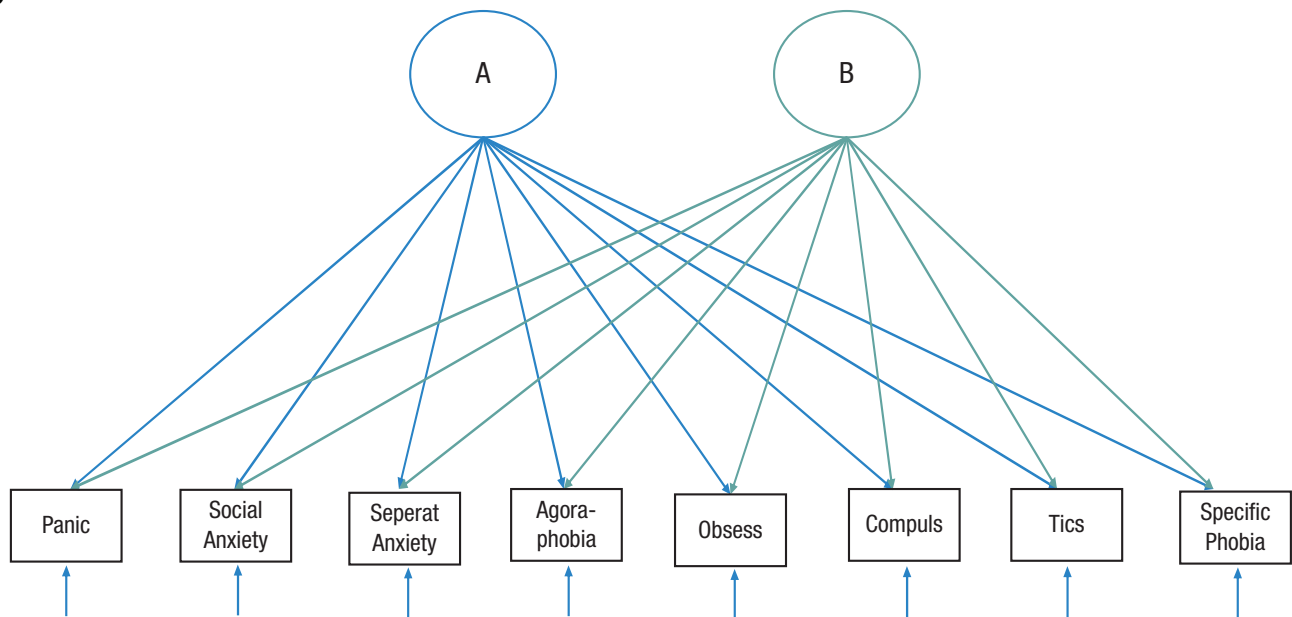 A
B
Panic
Social
Anxiety
Seperat
Anxiety
Agora-
phobia
Obsess
Compuls
Tics
Specific
Phobia